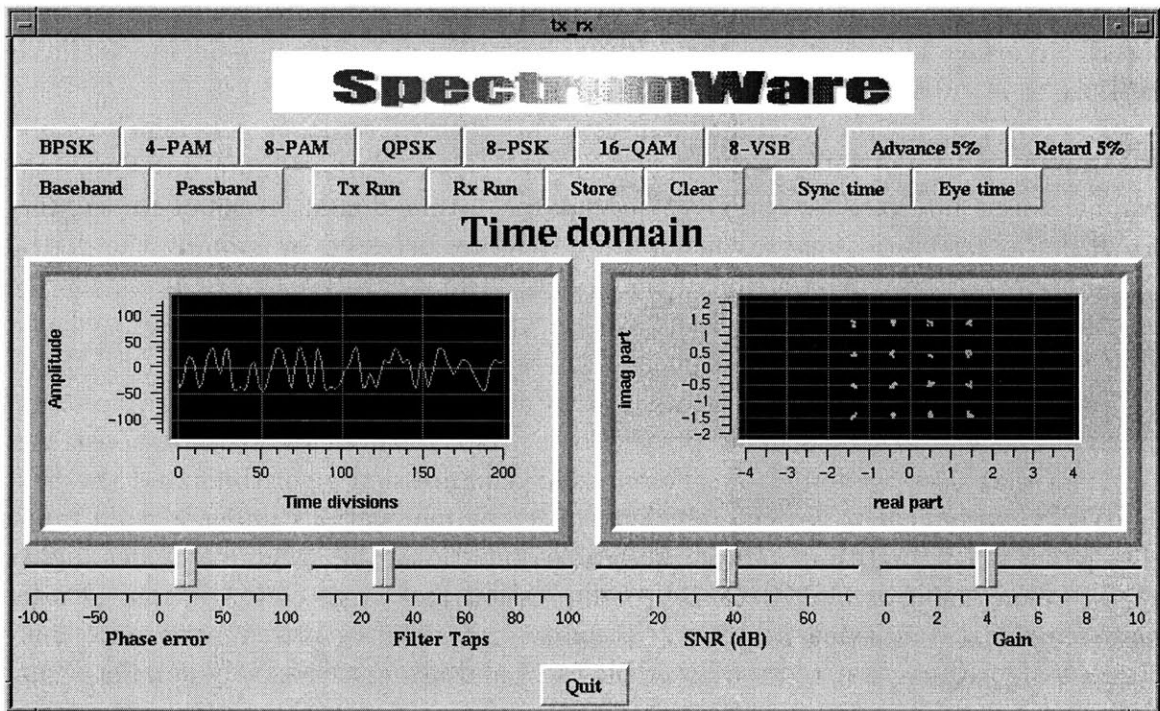 tx_rx
SpectrumWare
BPSK 4-PAM 8-PAM QPSK 8-PSK 16-QAM 8-VSB Advance 5% Retard 5%
Baseband Passband Tx Run Rx Run Store Clear Sync time Eye time
Time domain
Amplitude
100
50
0
-50
-100
0 50 100 150 200
Time divisions
imag part
2
1.5
1
0.5
0
-0.5
-1
-1.5
-2
-4 -3 -2 -1 0 1 2 3 4
real part
-100 -50 0 50 100
Phase error
20 40 60 80 100
Filter Taps
20 40 60
SNR (dB)
0 2 4 6 8 10
Gain
Quit